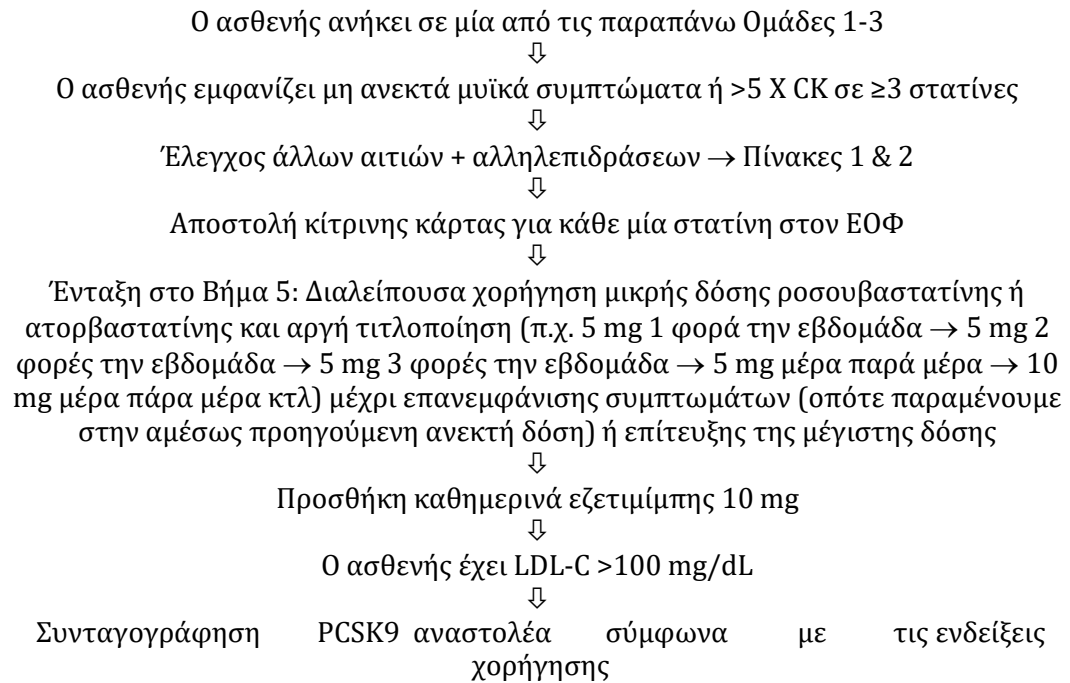 Ο ασθενής ανήκει σε μία από τις παραπάνω Ομάδες 1-3
⇩
Ο ασθενής εμφανίζει μη ανεκτά μυϊκά συμπτώματα ή >5 Χ CK σε ≥3 στατίνες
⇩
Έλεγχος άλλων αιτιών + αλληλεπιδράσεων → Πίνακες 1 & 2
⇩
Αποστολή κίτρινης κάρτας για κάθε μία στατίνη στον ΕΟΦ
⇩
Ένταξη στο Βήμα 5: Διαλείπουσα χορήγηση μικρής δόσης ροσουβαστατίνης ή
ατορβαστατίνης και αργή τιτλοποίηση (π.χ. 5 mg 1 φορά την εβδομάδα → 5 mg 2
φορές την εβδομάδα → 5 mg 3 φορές την εβδομάδα → 5 mg μέρα παρά μέρα → 10
mg μέρα πάρα μέρα κτλ) μέχρι επανεμφάνισης συμπτωμάτων (οπότε παραμένουμε
στην αμέσως προηγούμενη ανεκτή δόση) ή επίτευξης της μέγιστης δόσης
⇩
Προσθήκη καθημερινά εζετιμίμπης 10 mg
⇩
Ο ασθενής έχει LDL-C >100 mg/dL
⇩
Συνταγογράφηση PCSK9 αναστολέα σύμφωνα με τις ενδείξεις
χορήγησης